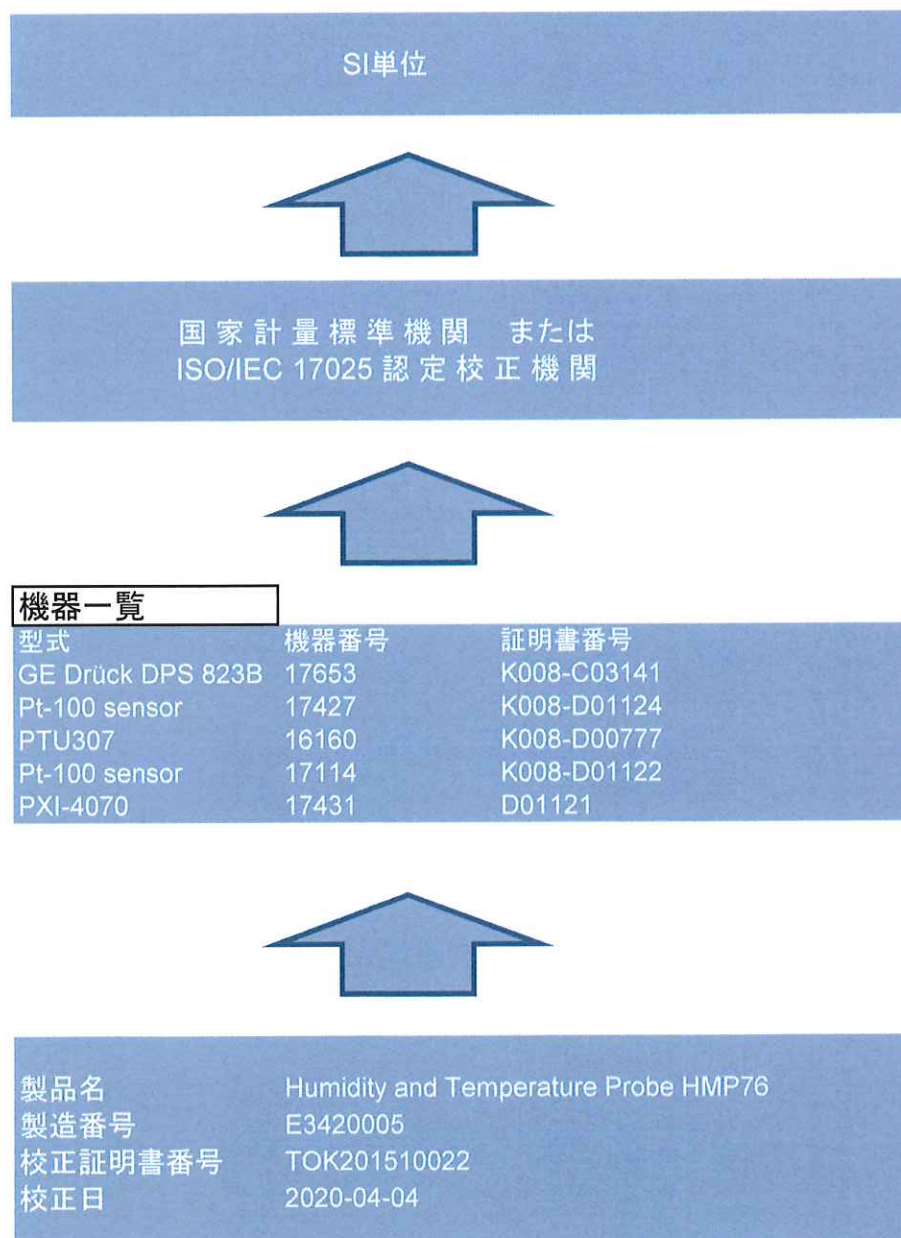 SI単位
国家計量標準機関 または
ISO/IEC 17025 認定校正機関
機器一覧
型式 機器番号 証明書番号
GE Drück DPS 823B 17653 K008-C03141
Pt-100 sensor 17427 K008-D01124
PTU307 16160 K008-D00777
Pt-100 sensor 17114 K008-D01122
PXI-4070 17431 D01121
製品名 Humidity and Temperature Probe HMP76
製造番号 E3420005
校正証明書番号 TOK201510022
校正日 2020-04-04